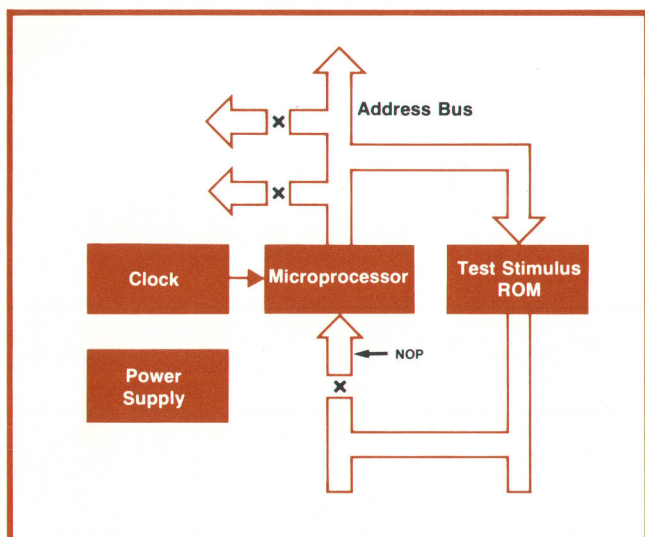 Address Bus
Clock
Microprocessor
Test Stimulus
ROM
NOP
Power
Supply